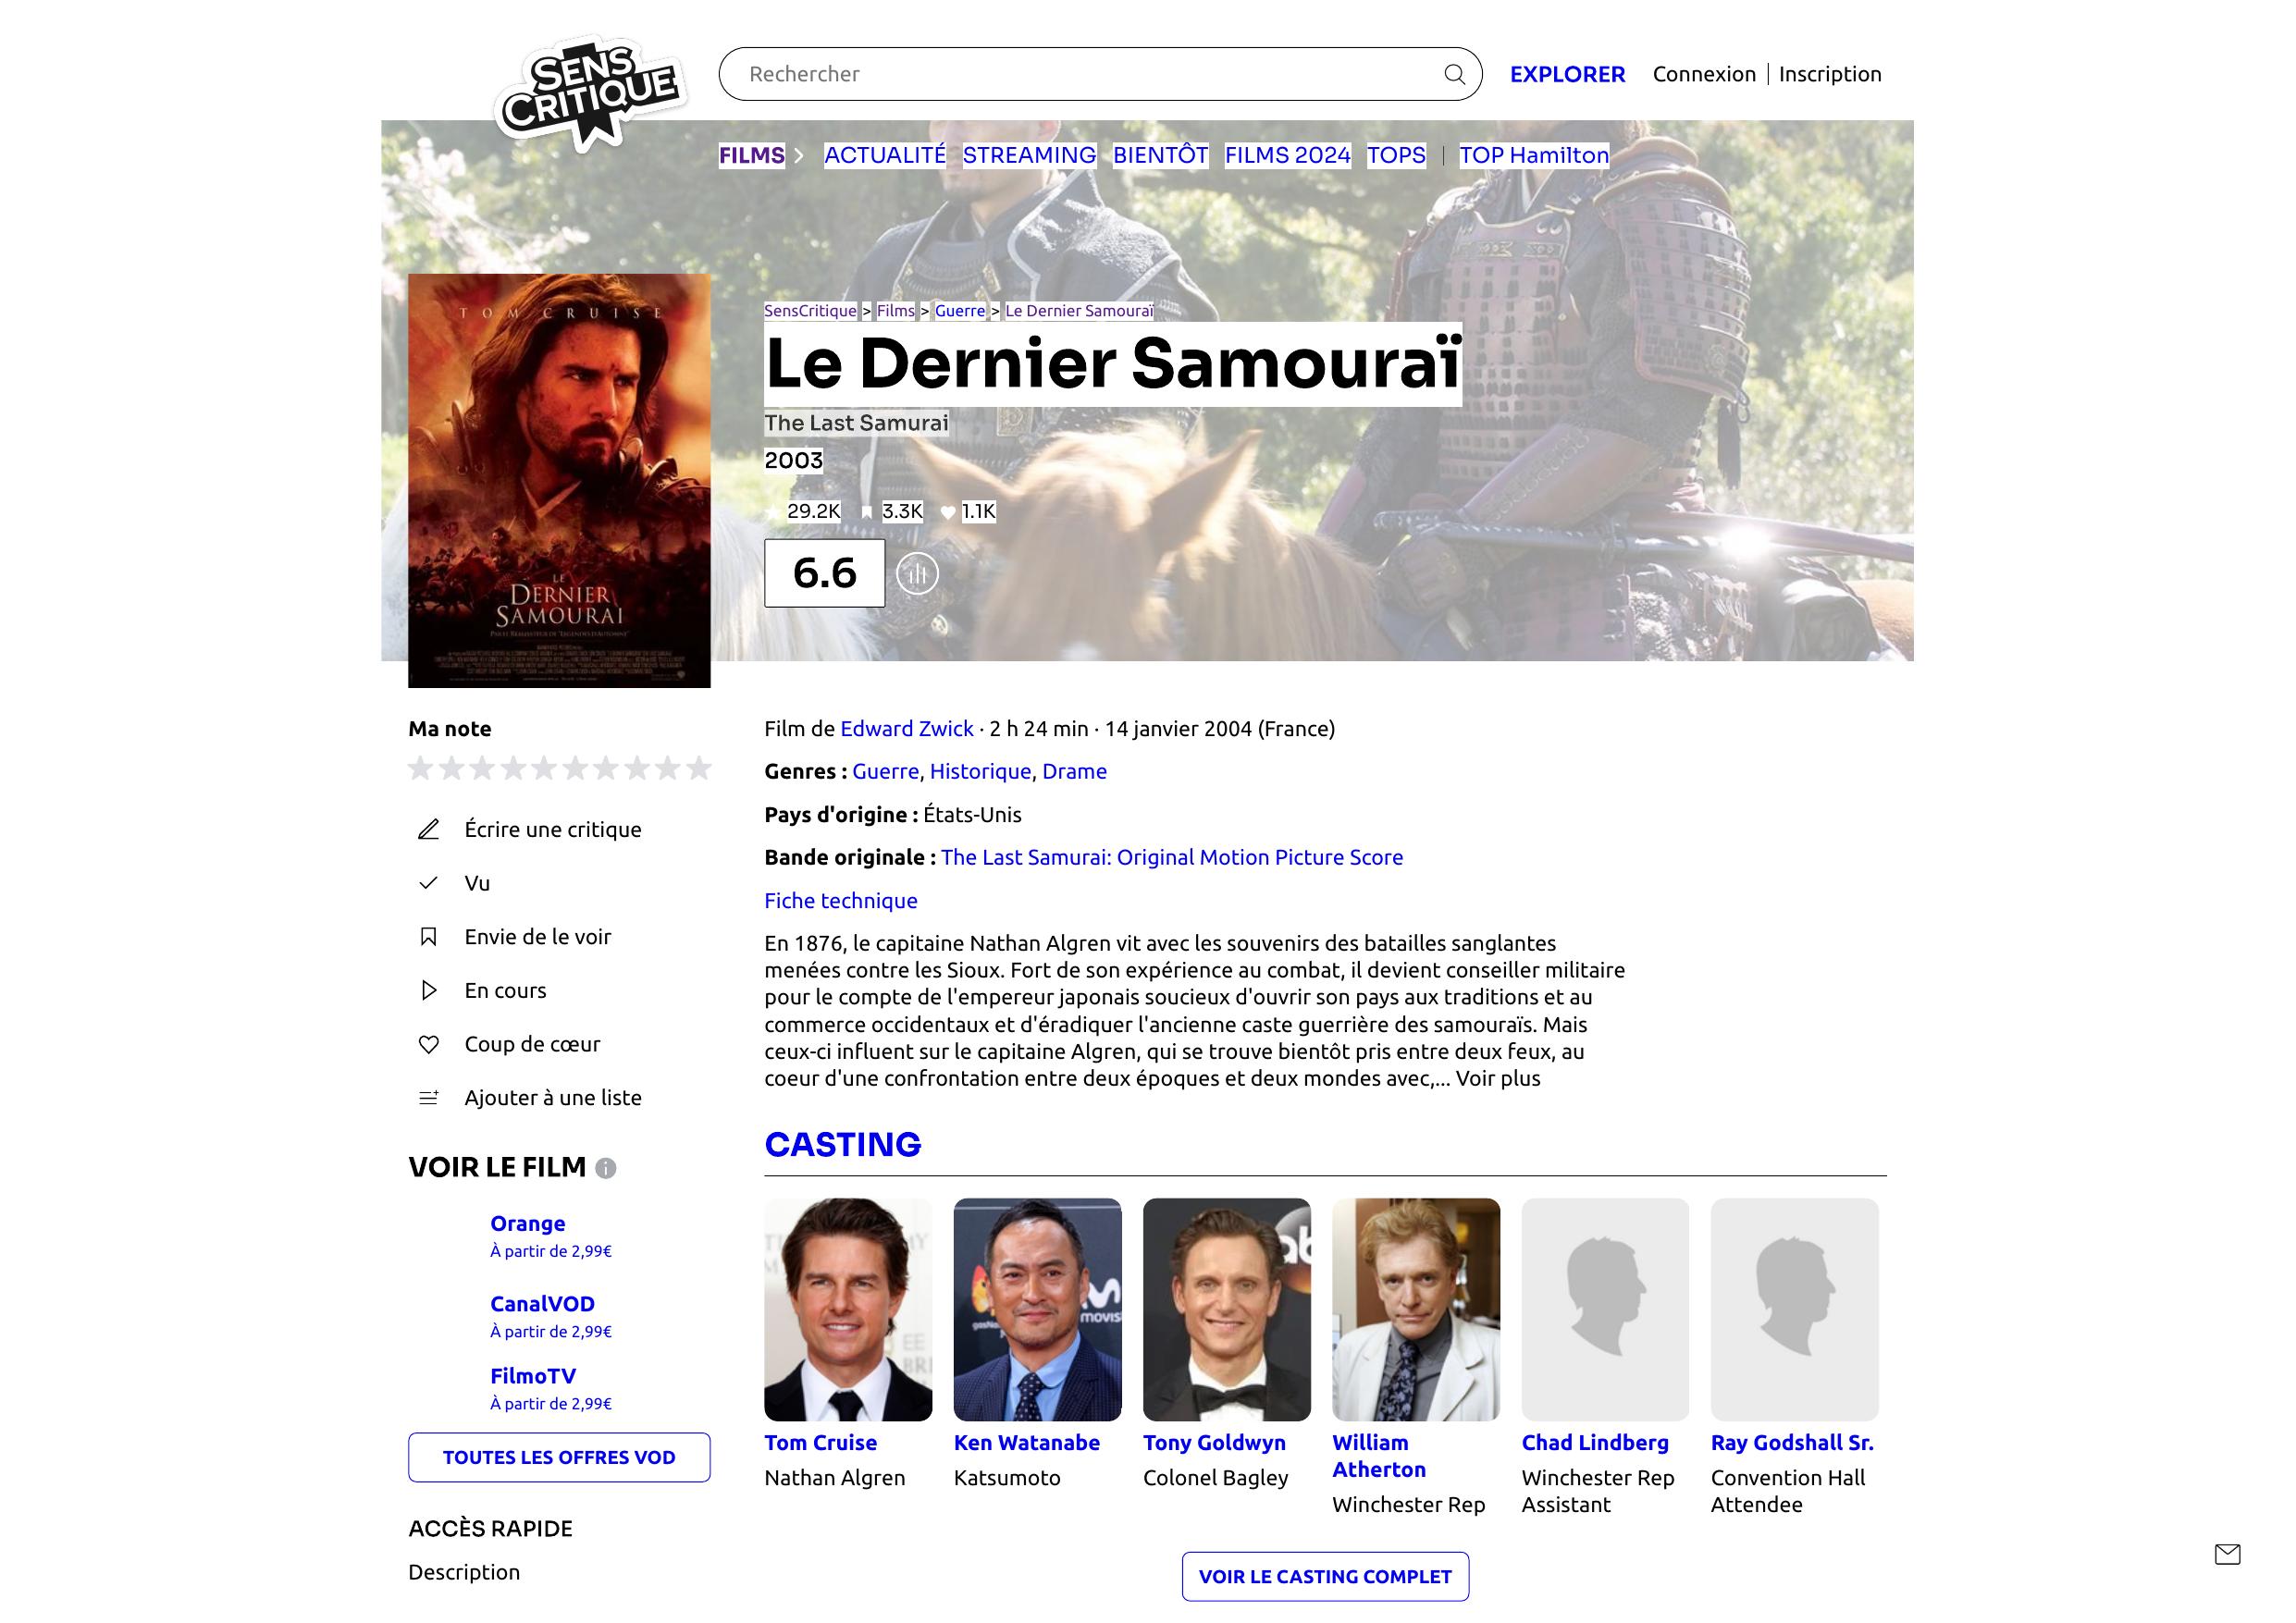 SENS
CRITIQUE
Rechercher
EXPLORER
Connexion | Inscription
FILMS
ACTUALITÉ STREAMING BIENTÔT FILMS 2024 TOPS | TOP Hamilton
TOM CRUISE
LE
DERNIER
SAMOURAI
PAR LE RÉALISATEUR DE "LÉGENDES D'AUTOMNE"
SensCritique > Films > Guerre > Le Dernier Samouraï
Le Dernier Samouraï
The Last Samurai
2003
29.2K 3.3K 1.1K
6.6
Ma note
Écrire une critique
Vu
Envie de le voir
En cours
Coup de cœur
Ajouter à une liste
VOIR LE FILM
Orange
À partir de 2,99€
CanalVOD
À partir de 2,99€
FilmoTV
À partir de 2,99€
TOUTES LES OFFRES VOD
ACCÈS RAPIDE
Description
Film de Edward Zwick · 2 h 24 min · 14 janvier 2004 (France)
Genres : Guerre, Historique, Drame
Pays d'origine : États-Unis
Bande originale : The Last Samurai: Original Motion Picture Score
Fiche technique
En 1876, le capitaine Nathan Algren vit avec les souvenirs des batailles sanglantes
menées contre les Sioux. Fort de son expérience au combat, il devient conseiller militaire
pour le compte de l'empereur japonais soucieux d'ouvrir son pays aux traditions et au
commerce occidentaux et d'éradiquer l'ancienne caste guerrière des samouraïs. Mais
ceux-ci influent sur le capitaine Algren, qui se trouve bientôt pris entre deux feux, au
coeur d'une confrontation entre deux époques et deux mondes avec,... Voir plus
CASTING
Tom Cruise
Nathan Algren
Ken Watanabe
Katsumoto
Tony Goldwyn
Colonel Bagley
William
Atherton
Winchester Rep
Chad Lindberg
Winchester Rep
Assistant
Ray Godshall Sr.
Convention Hall
Attendee
VOIR LE CASTING COMPLET